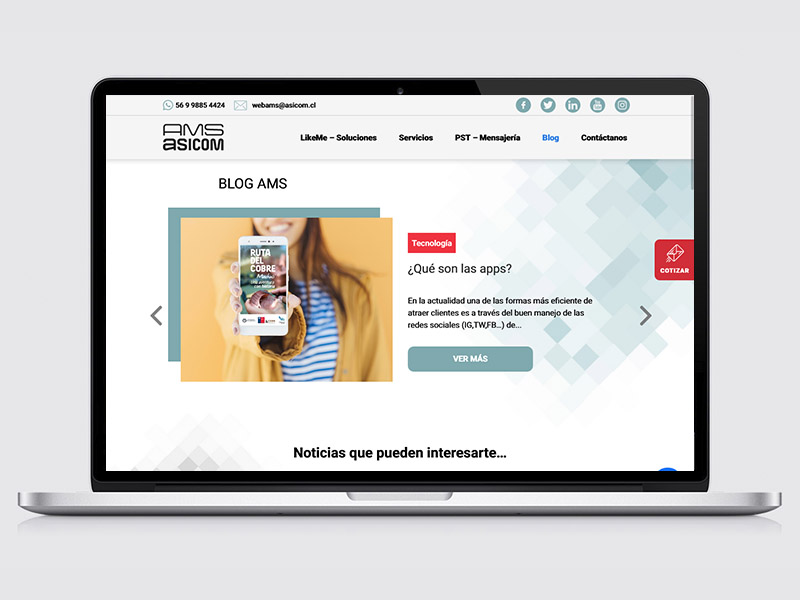 56 9 9885 4424 webams@asicom.cl
AMS
asicom
LikeMe – Soluciones Servicios PST – Mensajería Blog Contáctanos
BLOG AMS
RUTA
DEL
COBRE
Tecnología
¿Qué son las apps?
En la actualidad una de las formas más eficiente de
atraer clientes es a través del buen manejo de las
redes sociales (IG,TW,FB...) de...
VER MÁS
COTIZAR
Noticias que pueden interesarte...